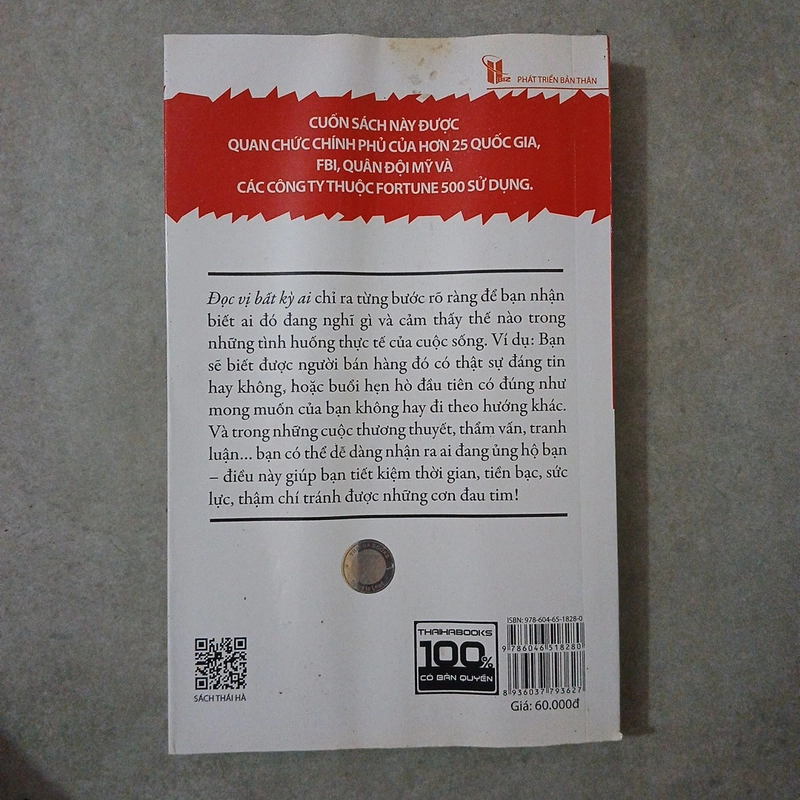 PHÁT TRIỂN BẢN THÂN
CUỐN SÁCH NÀY ĐƯỢC
QUAN CHỨC CHÍNH PHỦ CỦA HƠN 25 QUỐC GIA,
FBI, QUÂN ĐỘI MỸ VÀ
CÁC CÔNG TY THUỘC FORTUNE 500 SỬ DỤNG.
Đọc vị bất kỳ ai chỉ ra từng bước rõ ràng để bạn nhận
biết ai đó đang nghĩ gì và cảm thấy thế nào trong
những tình huống thực tế của cuộc sống. Ví dụ: Bạn
sẽ biết được người bán hàng đó có thật sự đáng tin
hay không, hoặc buổi hẹn hò đầu tiên có đúng như
mong muốn của bạn không hay đi theo hướng khác.
Và trong những cuộc thương thuyết, thẩm vấn, tranh
luận... bạn có thể dễ dàng nhận ra ai đang ủng hộ bạn
– điều này giúp bạn tiết kiệm thời gian, tiền bạc, sức
lực, thậm chí tránh được những cơn đau tim!
SÁCH THÁI HÀ
THAIHABOOKS
100%
CÓ BẢN QUYỀN
ISBN: 978-604-65-1828-0
9 786046 518280
8 936037 793627
Giá: 60.000đ